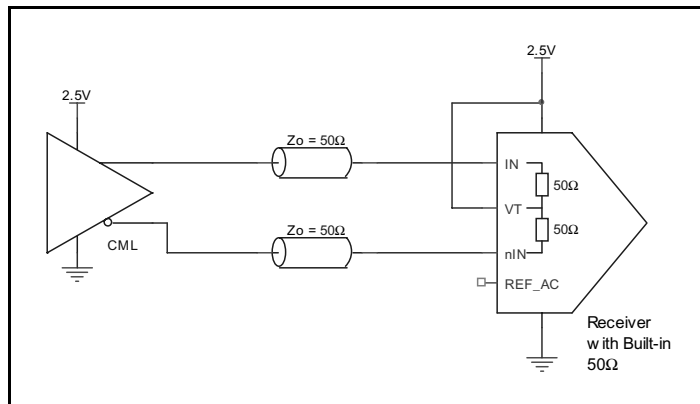 2.5V
2.5V
Zo = 50Ω
IN
50Ω
VT
50Ω
Zo = 50Ω
nIN
CML
REF_AC
Receiver
with Built-in
50Ω